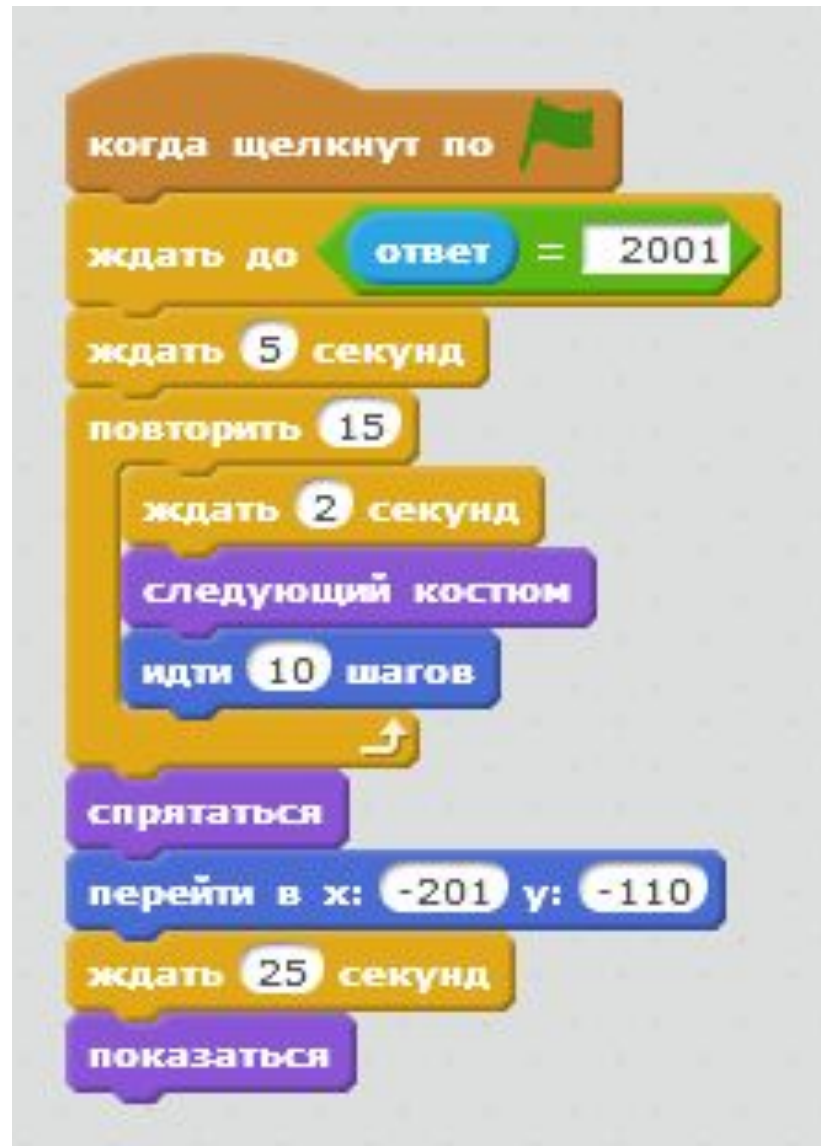 когда щелкнут по
ждать до ответ = 2001
ждать 5 секунд
повторить 15
ждать 2 секунд
следующий костюм
идти 10 шагов
спрятаться
перейти в x: -201 y: -110
ждать 25 секунд
показаться